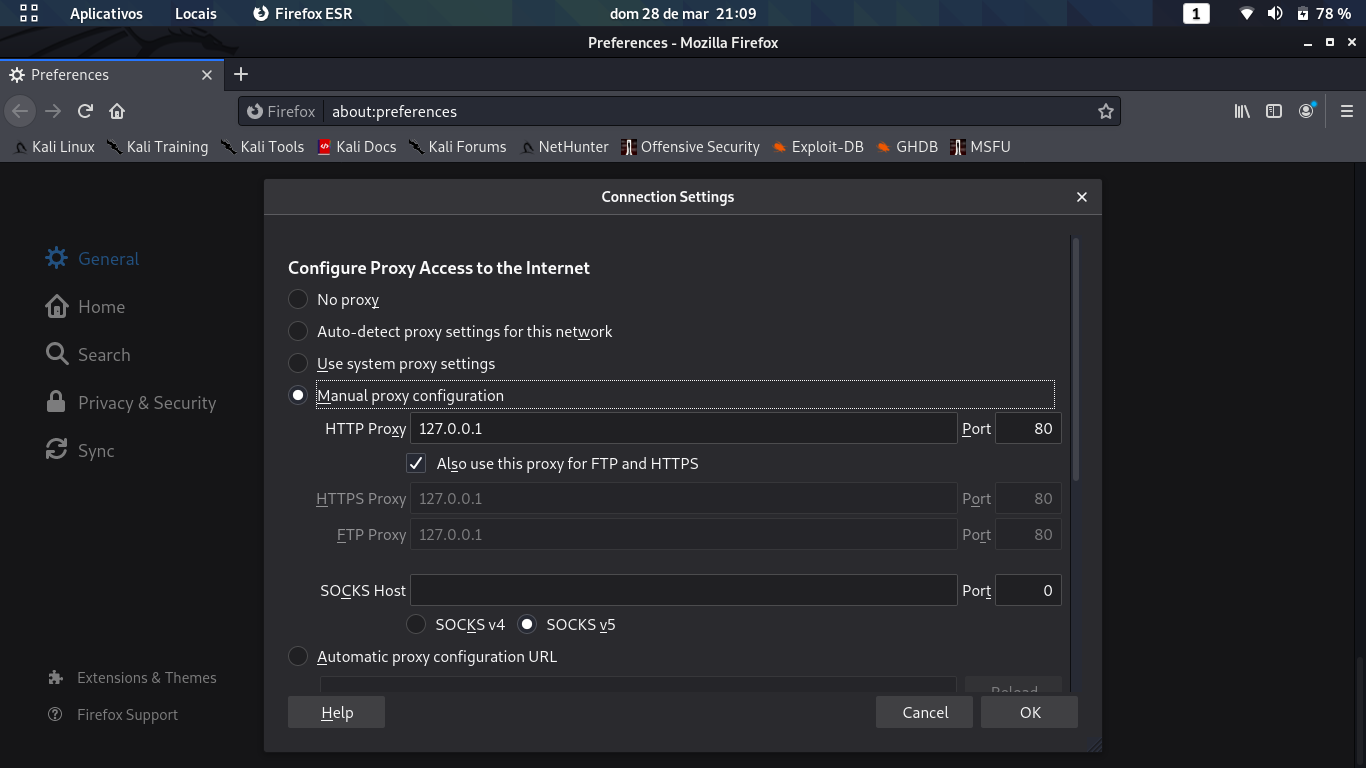 Aplicativos Locais Firefox ESR dom 28 de mar 21:09 1 78 %
Preferences - Mozilla Firefox
Preferences
Firefox about:preferences
Kali Linux Kali Training Kali Tools Kali Docs Kali Forums NetHunter Offensive Security Exploit-DB GHDB MSFU
Connection Settings
General
Home
Search
Privacy & Security
Sync
Extensions & Themes
Firefox Support
Configure Proxy Access to the Internet
No proxy
Auto-detect proxy settings for this network
Use system proxy settings
Manual proxy configuration
HTTP Proxy 127.0.0.1 Port 80
Also use this proxy for FTP and HTTPS
HTTPS Proxy 127.0.0.1 Port 80
FTP Proxy 127.0.0.1 Port 80
SOCKS Host Port 0
SOCKS v4 SOCKS v5
Automatic proxy configuration URL
Reload
Help Cancel OK